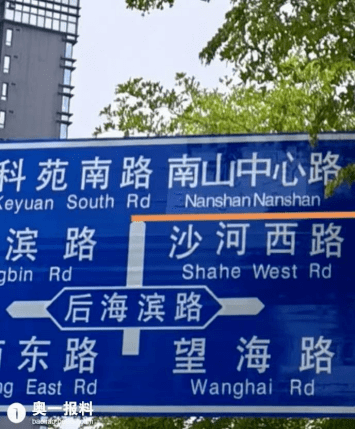 科苑南路 南山中心路
Keyuan South Rd Nanshan Nanshan
滨路 沙河西路
gbin Rd Shahe West Rd
后海滨路
东路 望海路
ng East Rd Wanghai Rd
奥一报料